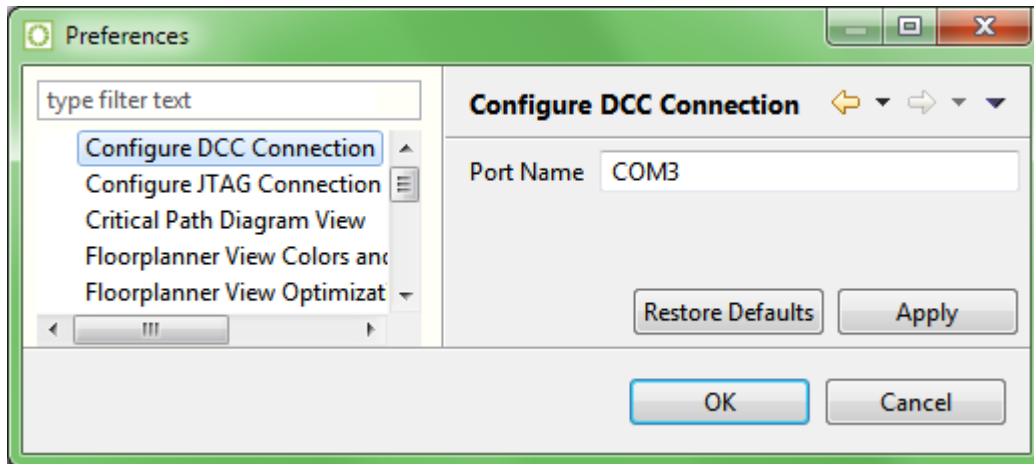 Preferences
type filter text
Configure DCC Connection
Configure JTAG Connection
Critical Path Diagram View
Floorplanner View Colors and
Floorplanner View Optimizati
Configure DCC Connection
Port Name COM3
Restore Defaults Apply
OK Cancel